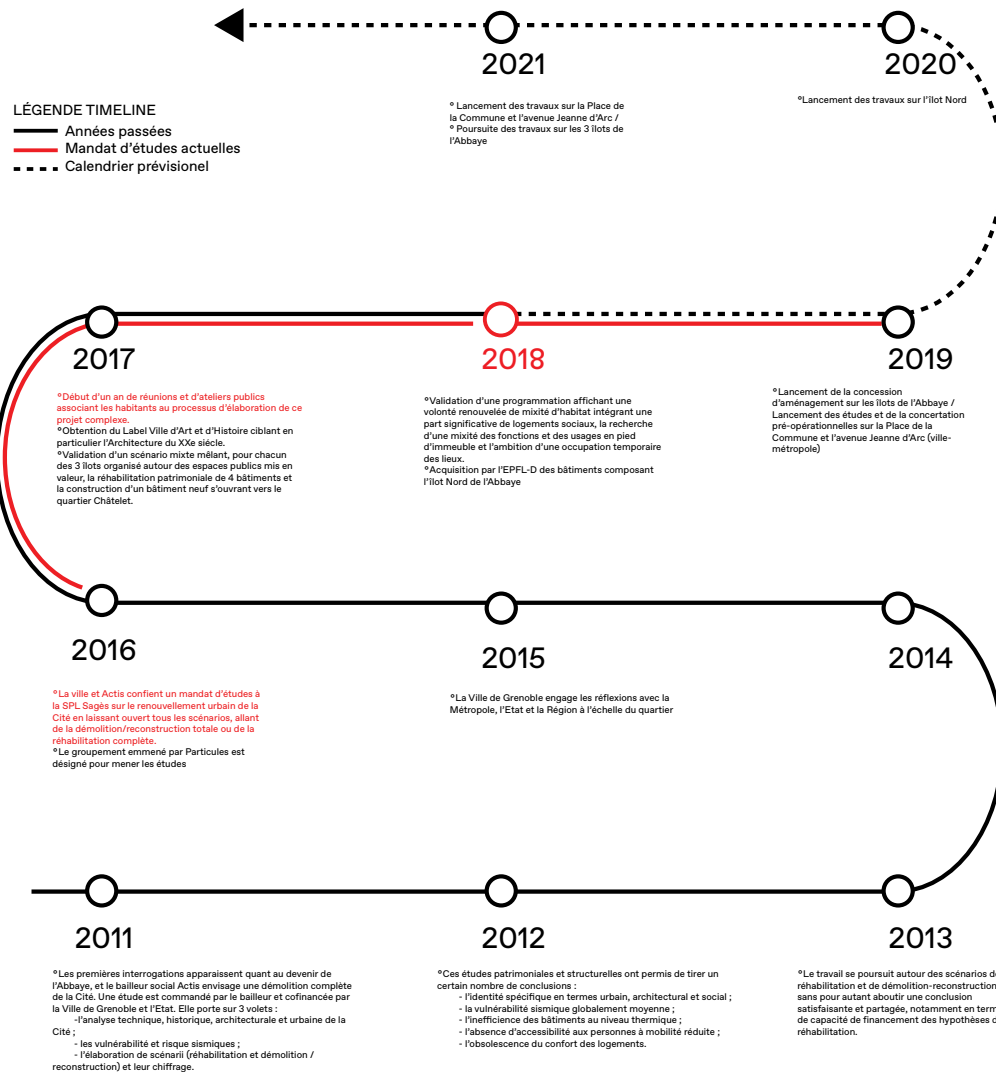 2021
2020
° Lancement des travaux sur la Place de
la Commune et l'avenue Jeanne d'Arc /
° Poursuite des travaux sur les 3 îlots de
l'Abbaye
°Lancement des travaux sur l'îlot Nord
LÉGENDE TIMELINE
Années passées
Mandat d'études actuelles
Calendrier prévisionel
2017
2018
2019
°Début d'un an de réunions et d'ateliers publics
associant les habitants au processus d'élaboration de ce
projet complexe.
°Obtention du Label Ville d'Art et d'Histoire ciblant en
particulier l'Architecture du XXe siécle.
°Validation d'un scénario mixte mêlant, pour chacun
des 3 îlots organisé autour des espaces publics mis en
valeur, la réhabilitation patrimoniale de 4 bâtiments et
la construction d'un bâtiment neuf s'ouvrant vers le
quartier Châtelet.
°Validation d'une programmation affichant une
volonté renouvelée de mixité d'habitat intégrant une
part significative de logements sociaux, la recherche
d'une mixité des fonctions et des usages en pied
d'immeuble et l'ambition d'une occupation temporaire
des lieux.
°Acquisition par l'EPFL-D des bâtiments composant
l'îlot Nord de l'Abbaye
°Lancement de la concession
d'aménagement sur les îlots de l'Abbaye /
Lancement des études et de la concertation
pré-opérationnelles sur la Place de la
Commune et l'avenue Jeanne d'Arc (ville-
métropole)
2016
2015
2014
°La ville et Actis confient un mandat d'études à
la SPL Sagès sur le renouvellement urbain de la
Cité en laissant ouvert tous les scénarios, allant
de la démolition/reconstruction totale ou de la
réhabilitation complète.
°Le groupement emmené par Particules est
désigné pour mener les études
°La Ville de Grenoble engage les réflexions avec la
Métropole, l'Etat et la Région à l'échelle du quartier
2011
2012
2013
°Les premières interrogations apparaissent quant au devenir de
l'Abbaye, et le bailleur social Actis envisage une démolition complète
de la Cité. Une étude est commandé par le bailleur et cofinancée par
la Ville de Grenoble et l'Etat. Elle porte sur 3 volets :
-l'analyse technique, historique, architecturale et urbaine de la
Cité ;
- les vulnérabilité et risque sismiques ;
- l'élaboration de scénarii (réhabilitation et démolition /
reconstruction) et leur chiffrage.
°Ces études patrimoniales et structurelles ont permis de tirer un
certain nombre de conclusions :
- l'identité spécifique en termes urbain, architectural et social ;
- la vulnérabilité sismique globalement moyenne ;
- l'inefficience des bâtiments au niveau thermique ;
- l'absence d'accessibilité aux personnes à mobilité réduite ;
- l'obsolescence du confort des logements.
°Le travail se poursuit autour des scénarios
réhabilitation et de démolition-reconstruction
sans pour autant aboutir une conclusion
satisfaisante et partagée, notamment en
de capacité de financement des hypothèses
réhabilitation.